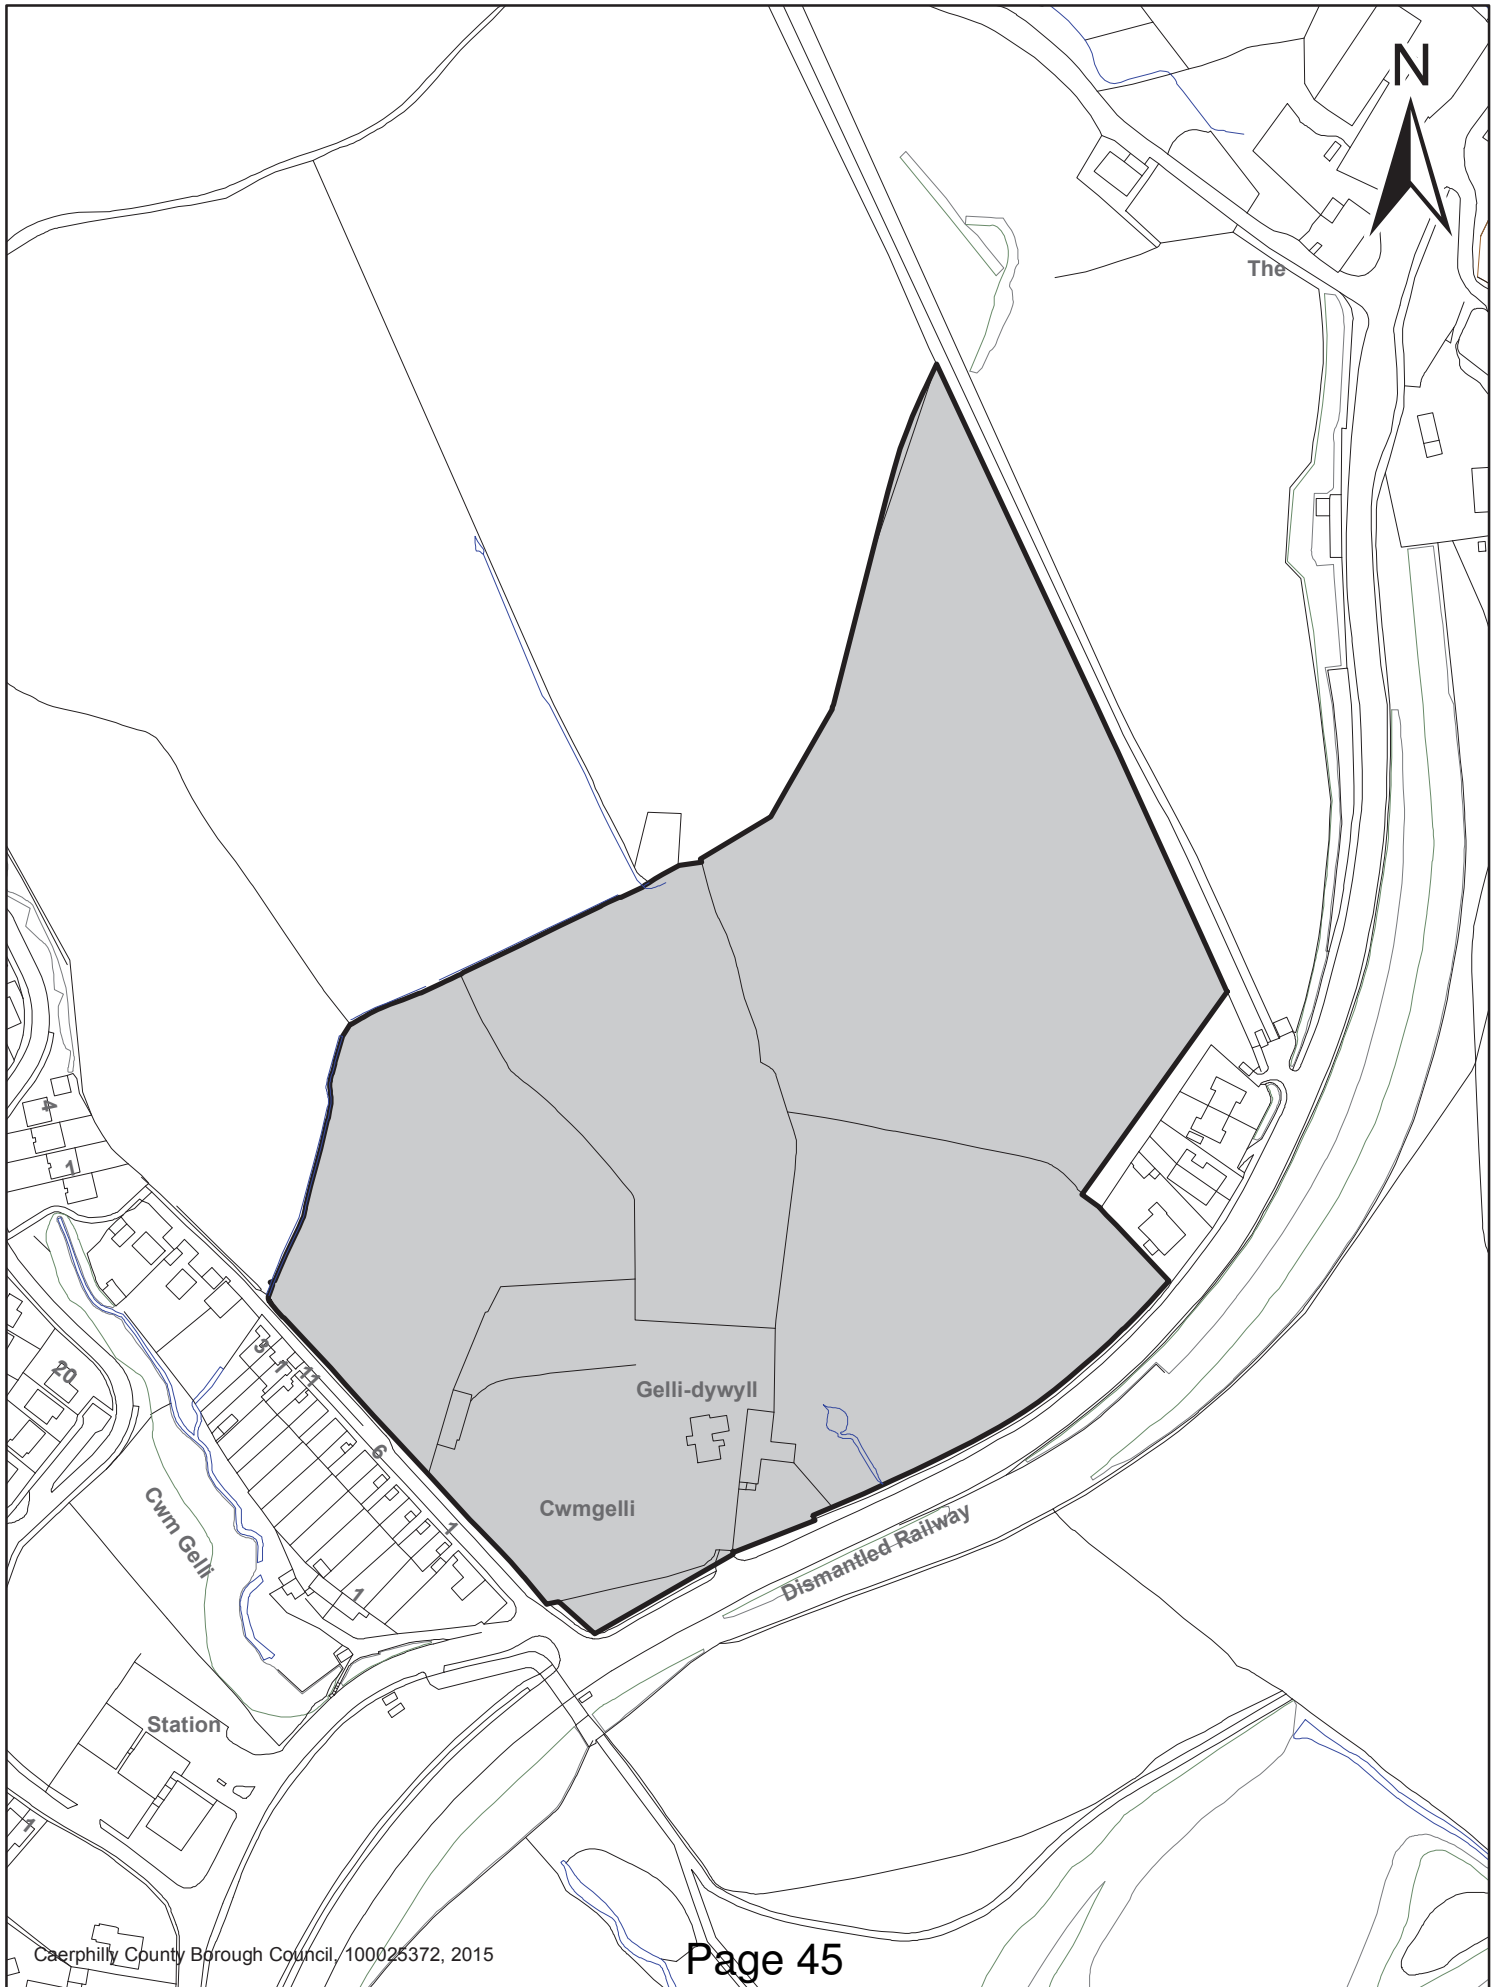 N
The
4
1
20
3
1
11
6
1
1
Gelli-dywyll
Cwmgelli
Cwm Gelli
Dismantled Railway
Station
1
Caerphilly County Borough Council, 100025372, 2015
Page 45